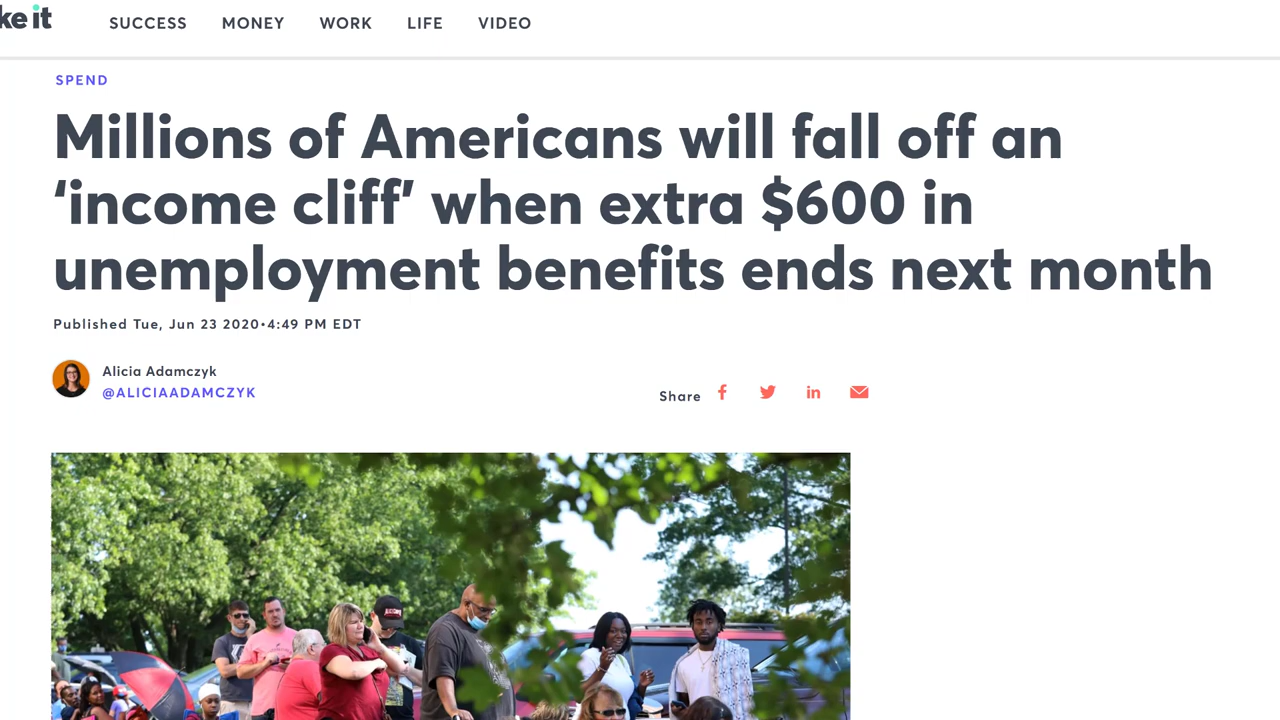 ke it
SUCCESS MONEY WORK LIFE VIDEO
SPEND
Millions of Americans will fall off an
‘income cliff’ when extra $600 in
unemployment benefits ends next month
Published Tue, Jun 23 2020•4:49 PM EDT
Alicia Adamczyk
@ALICIAADAMCZYK
Share